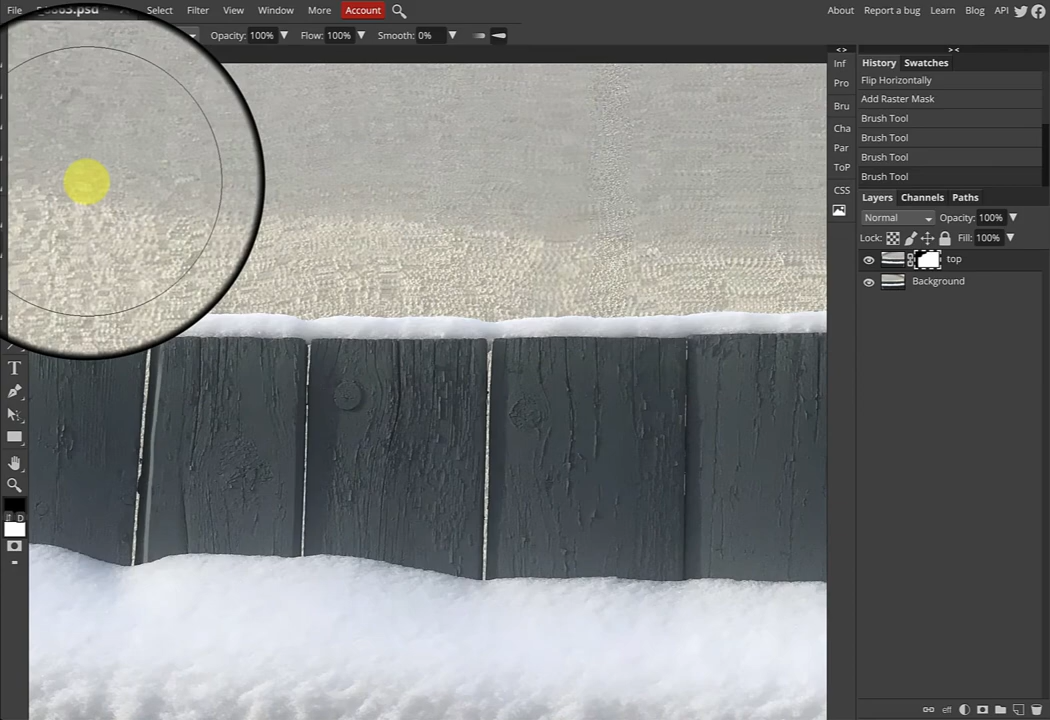 File
Select
Filter
View
Window
More
Account
About
Report a bug
Learn
Blog
API
Opacity: 100%
Flow: 100%
Smooth: 0%
< >
> <
Inf
Pro
Bru
Cha
Par
ToP
CSS
History
Swatches
Flip Horizontally
Add Raster Mask
Brush Tool
Brush Tool
Brush Tool
Brush Tool
Layers
Channels
Paths
Normal
Opacity: 100%
Lock:
Fill: 100%
top
Background
T
D
eff